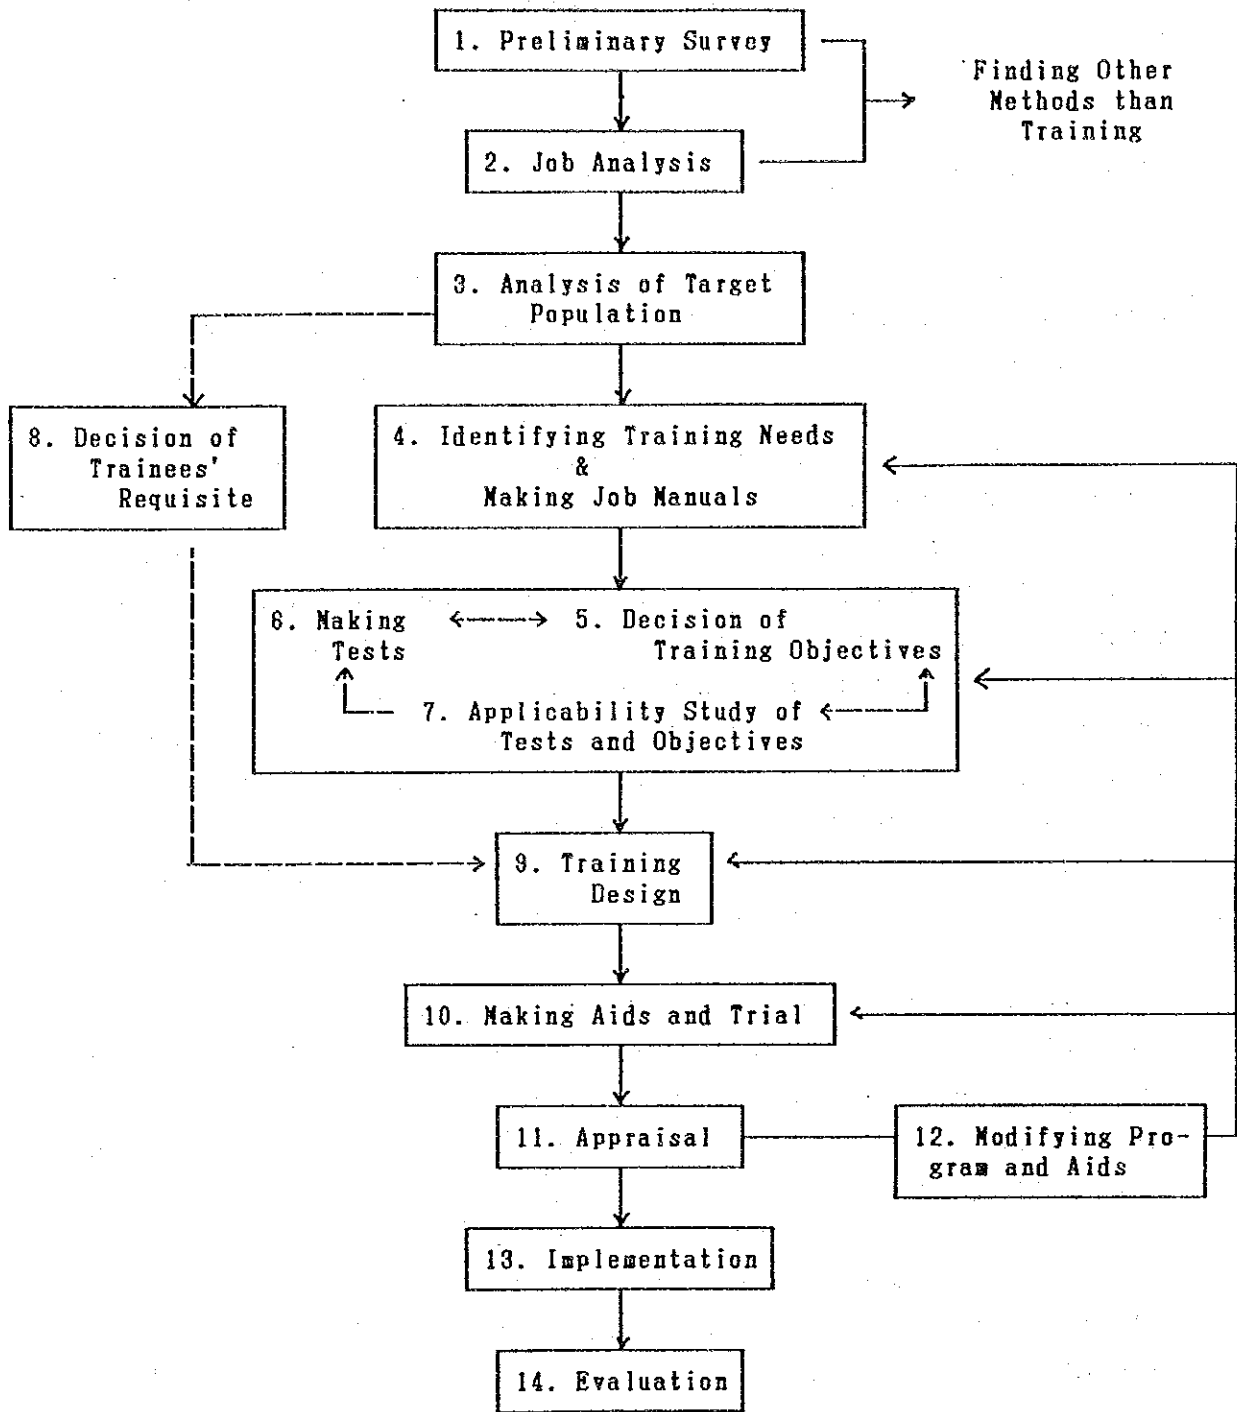 1. Preliminary Survey
Finding Other
Methods than
Training
2. Job Analysis
3. Analysis of Target
Population
8. Decision of
Trainees'
Requisite
4. Identifying Training Needs
&
Making Job Manuals
6. Making
Tests
5. Decision of
Training Objectives
7. Applicability Study of
Tests and Objectives
9. Training
Design
10. Making Aids and Trial
11. Appraisal
12. Modifying Pro-
gram and Aids
13. Implementation
14. Evaluation